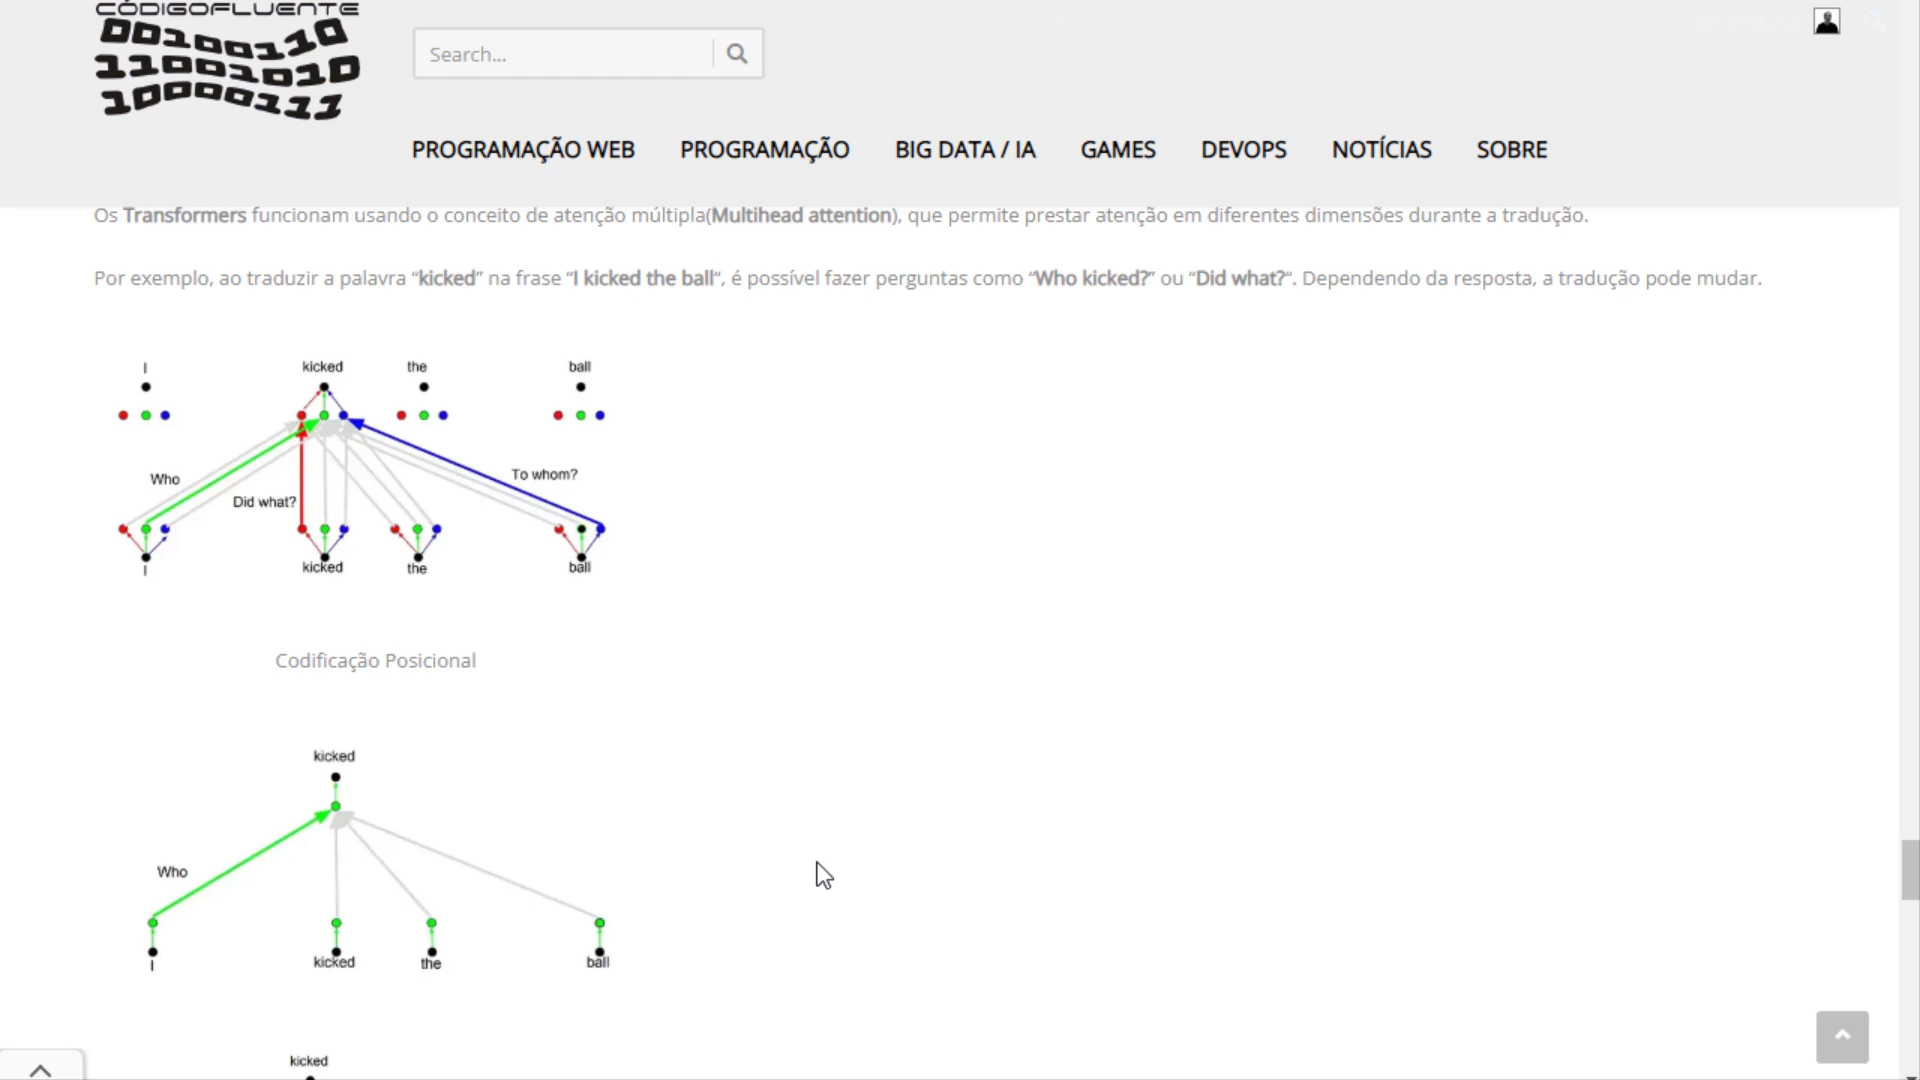 CÓDIGOFLUENTE
00100110
11001010
10000111
Search...
PROGRAMAÇÃO WEB PROGRAMAÇÃO BIG DATA / IA GAMES DEVOPS NOTÍCIAS SOBRE
Os Transformers funcionam usando o conceito de atenção múltipla(Multihead attention), que permite prestar atenção em diferentes dimensões durante a tradução.
Por exemplo, ao traduzir a palavra “kicked” na frase “I kicked the ball“, é possível fazer perguntas como “Who kicked?” ou “Did what?“. Dependendo da resposta, a tradução pode mudar.
I kicked the ball
Who
To whom?
Did what?
I kicked the ball
Codificação Posicional
kicked
Who
I kicked the ball
kicked